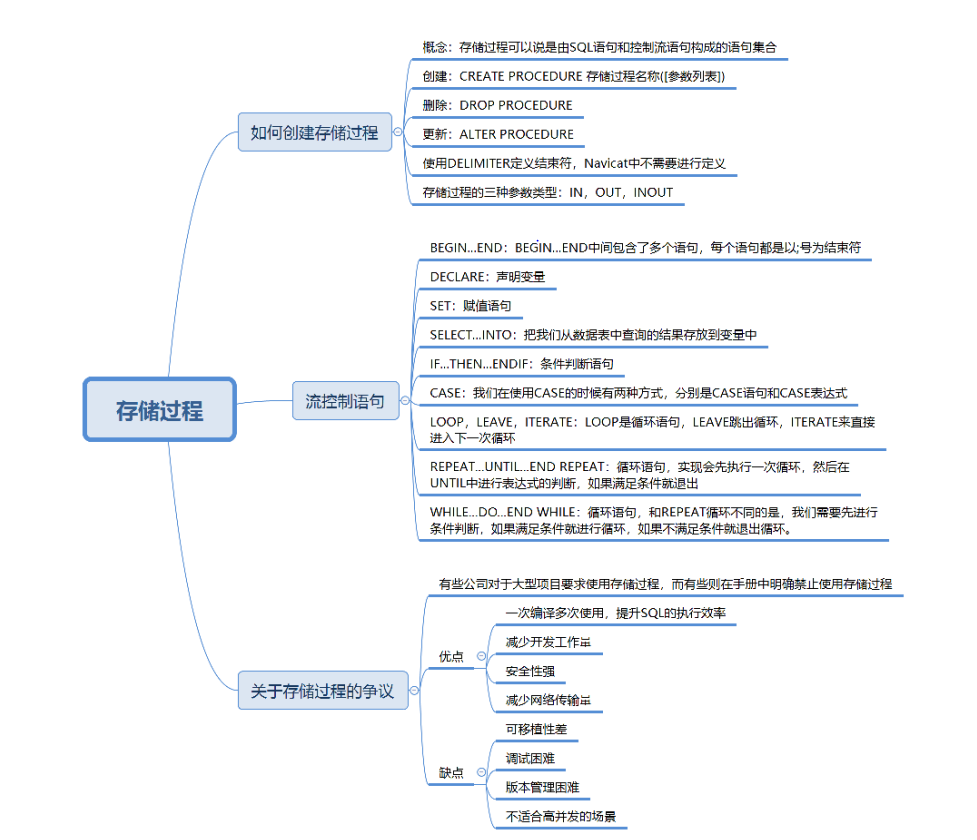 存储过程
如何创建存储过程
概念：存储过程可以说是由SQL语句和控制流语句构成的语句集合
创建：CREATE PROCEDURE 存储过程名称([参数列表])
删除：DROP PROCEDURE
更新：ALTER PROCEDURE
使用DELIMITER定义结束符，Navicat中不需要进行定义
存储过程的三种参数类型：IN，OUT，INOUT
流控制语句
BEGIN...END：BEGIN...END中间包含了多个语句，每个语句都是以;号为结束符
DECLARE：声明变量
SET：赋值语句
SELECT...INTO：把我们从数据表中查询的结果存放到变量中
IF...THEN...ENDIF：条件判断语句
CASE：我们在使用CASE的时候有两种方式，分别是CASE语句和CASE表达式
LOOP，LEAVE，ITERATE：LOOP是循环语句，LEAVE跳出循环，ITERATE来直接
进入下一次循环
REPEAT...UNTIL...END REPEAT：循环语句，实现会先执行一次循环，然后在
UNTIL中进行表达式的判断，如果满足条件就退出
WHILE...DO...END WHILE：循环语句，和REPEAT循环不同的是，我们需要先进行
条件判断，如果满足条件就进行循环，如果不满足条件就退出循环。
关于存储过程的争议
有些公司对于大型项目要求使用存储过程，而有些则在手册中明确禁止使用存储过程
优点
一次编译多次使用，提升SQL的执行效率
减少开发工作量
安全性强
减少网络传输量
缺点
可移植性差
调试困难
版本管理困难
不适合高并发的场景